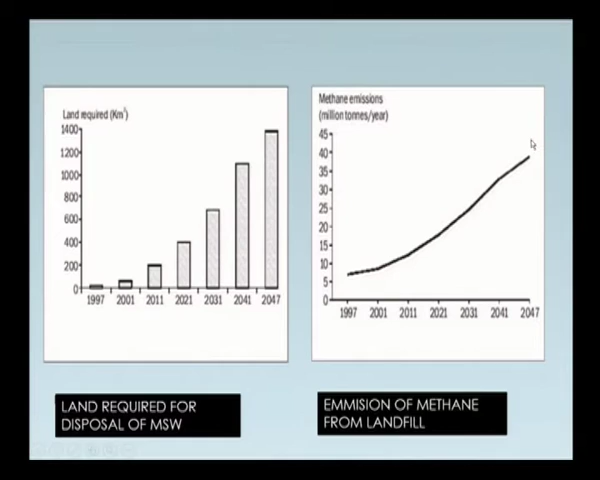 Land required (Km²)
1400
1200
1000
800
600
400
200
0
1997 2001 2011 2021 2031 2041 2047
Methane emissions
(million tonnes/year)
45
40
35
30
25
20
15
10
5
0
1997 2001 2011 2021 2031 2041 2047
LAND REQUIRED FOR
DISPOSAL OF MSW
EMMISION OF METHANE
FROM LANDFILL